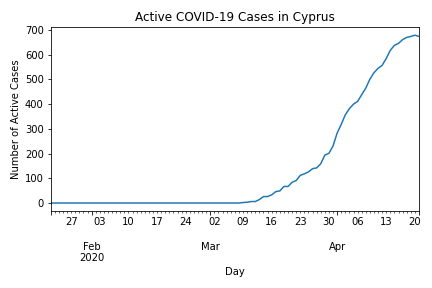 Active COVID-19 Cases in Cyprus
Number of Active Cases
700
600
500
400
300
200
100
0
27 03 10 17 24 02 09 16 23 30 06 13 20
Feb Mar Apr
2020
Day